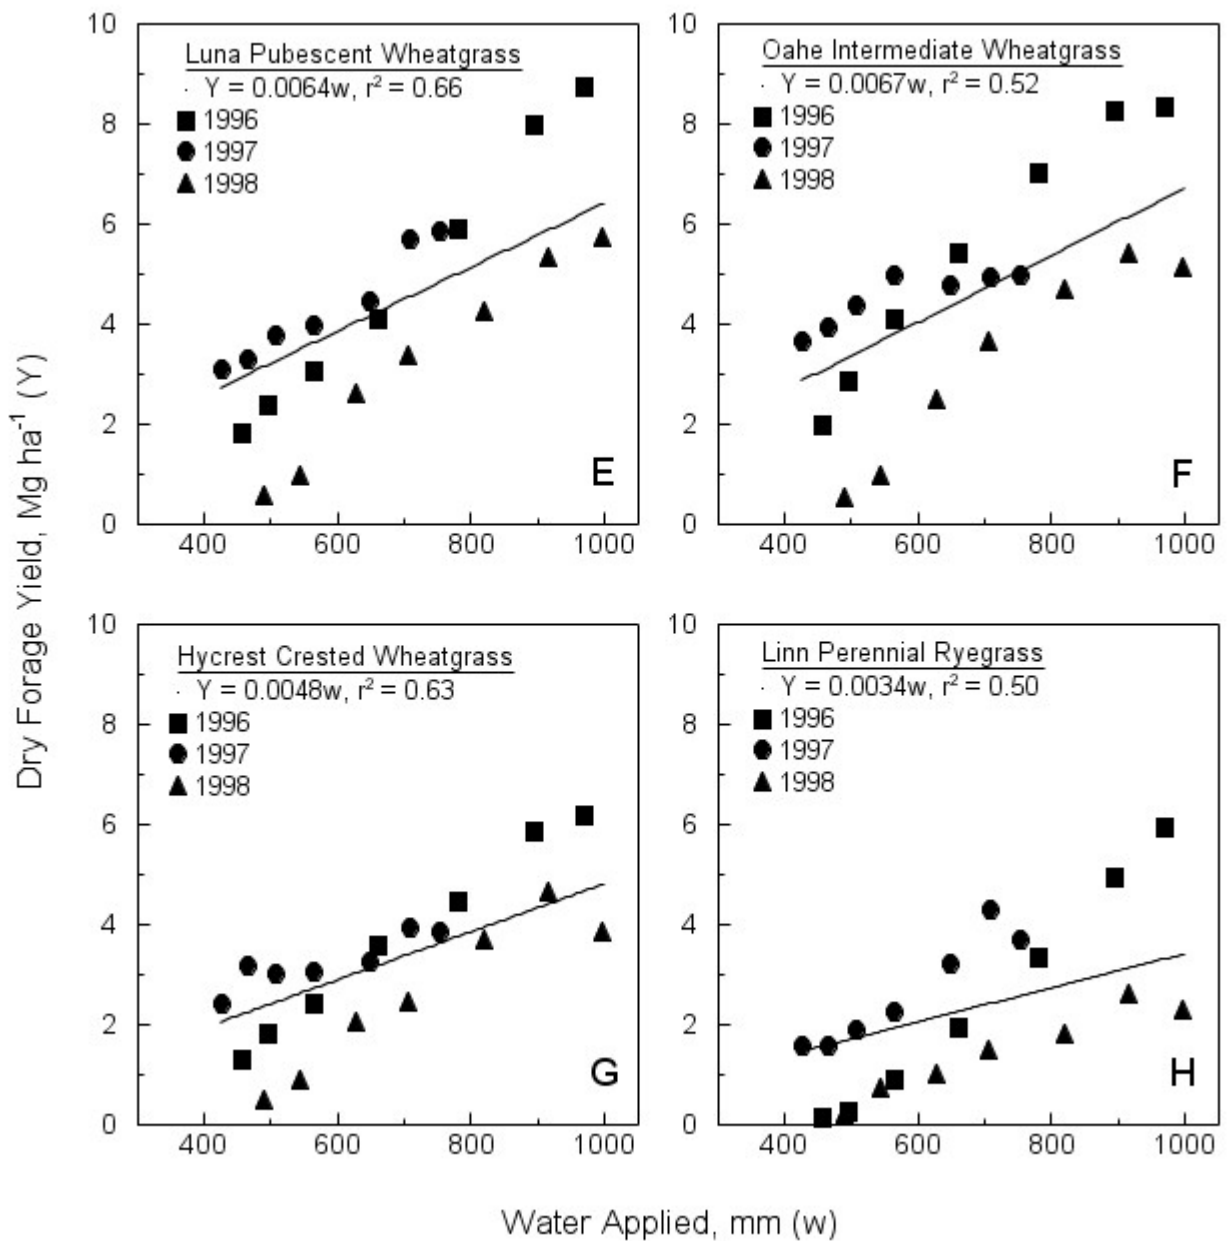 Dry Forage Yield, Mg ha⁻¹ (Y)
10
8
6
4
2
0
Luna Pubescent Wheatgrass
Y = 0.0064w, r² = 0.66
1996
1997
1998
E
400 600 800 1000
10
8
6
4
2
0
Oahe Intermediate Wheatgrass
Y = 0.0067w, r² = 0.52
1996
1997
1998
F
400 600 800 1000
10
8
6
4
2
0
Hycrest Crested Wheatgrass
Y = 0.0048w, r² = 0.63
1996
1997
1998
G
400 600 800 1000
10
8
6
4
2
0
Linn Perennial Ryegrass
Y = 0.0034w, r² = 0.50
1996
1997
1998
H
400 600 800 1000
Water Applied, mm (w)